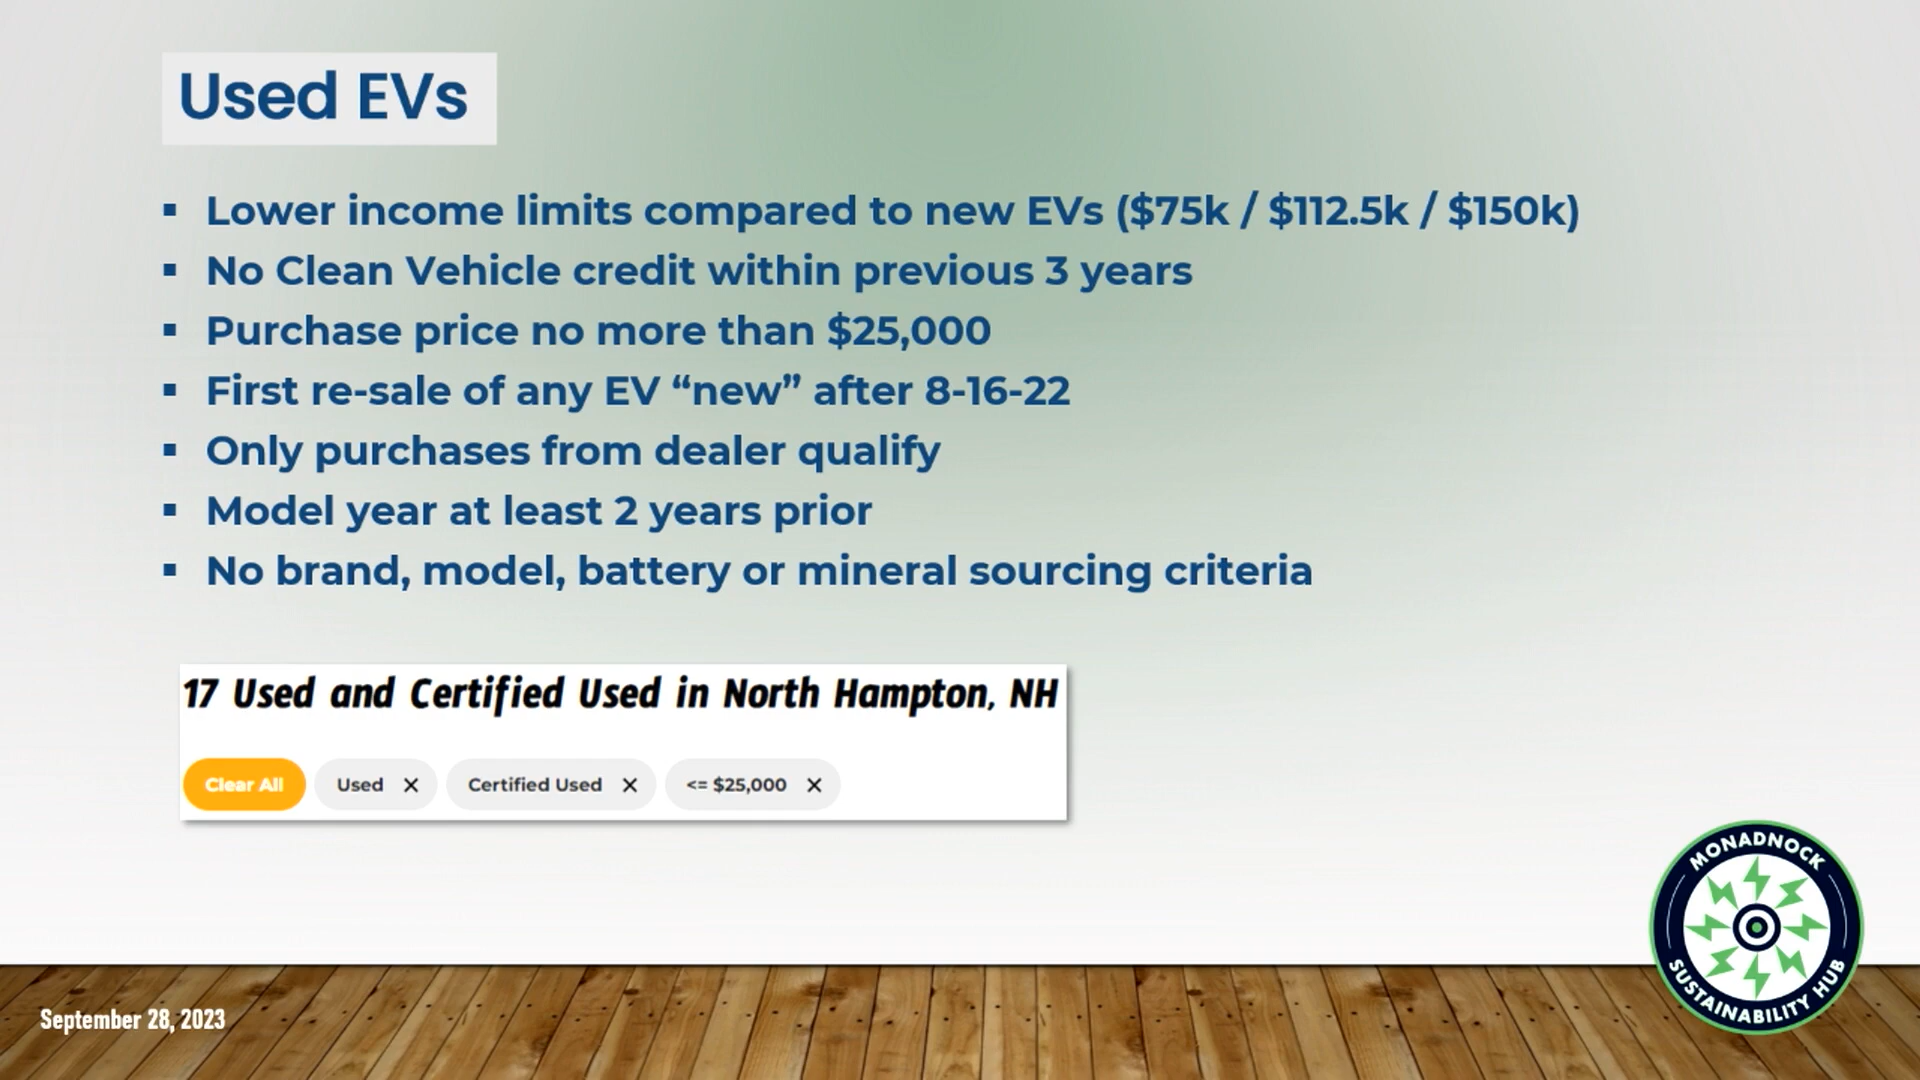 Used EVs
▪ Lower income limits compared to new EVs ($75k / $112.5k / $150k)
▪ No Clean Vehicle credit within previous 3 years
▪ Purchase price no more than $25,000
▪ First re-sale of any EV “new” after 8-16-22
▪ Only purchases from dealer qualify
▪ Model year at least 2 years prior
▪ No brand, model, battery or mineral sourcing criteria
17 Used and Certified Used in North Hampton, NH
Clear All Used ✕ Certified Used ✕ <= $25,000 ✕
MONADNOCK
SUSTAINABILITY HUB
September 28, 2023